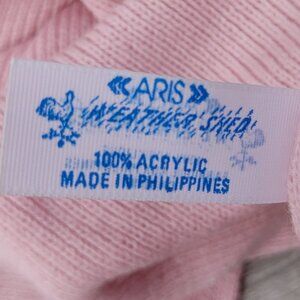 «ARIS»
WEATHER SHED
100% ACRYLIC
MADE IN PHILIPPINES